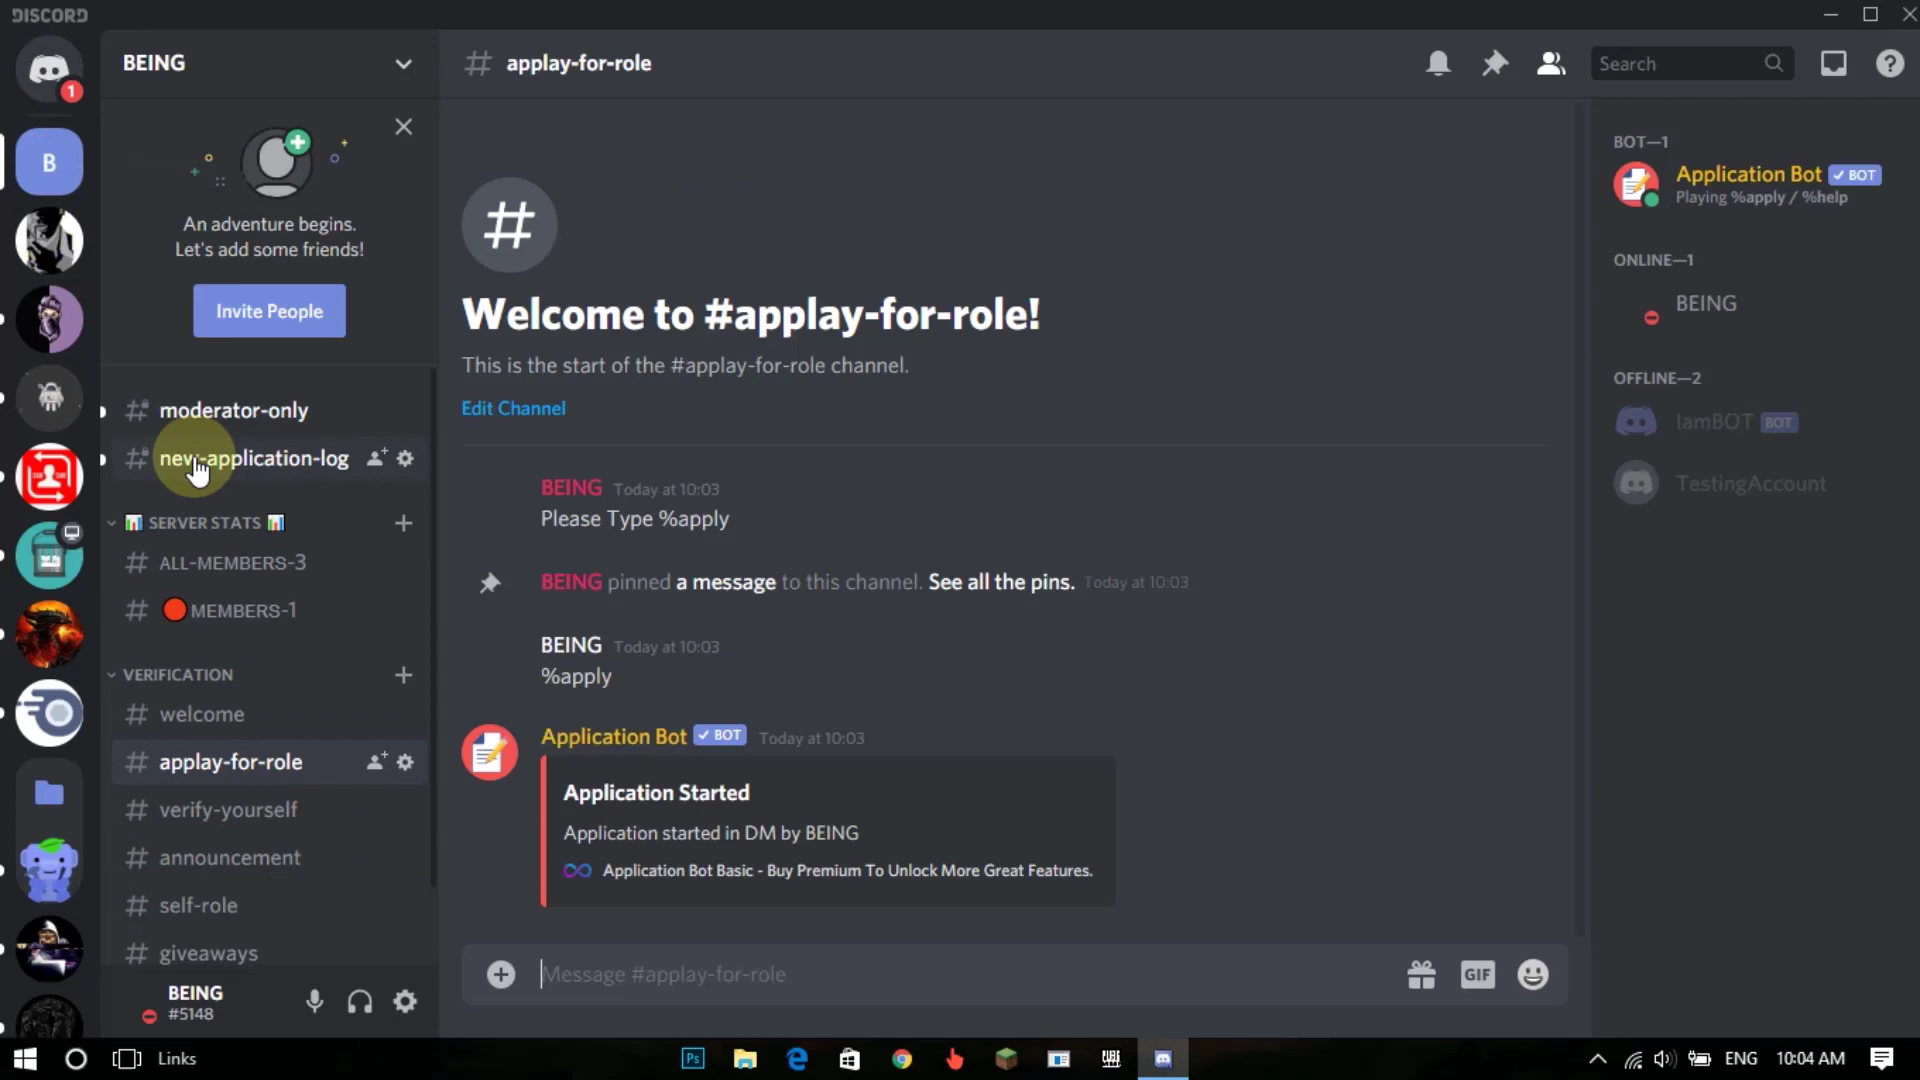 DISCORD
BEING
applay-for-role
Search
1
B
An adventure begins.
Let's add some friends!
Invite People
moderator-only
new-application-log
SERVER STATS
ALL-MEMBERS-3
MEMBERS-1
VERIFICATION
welcome
applay-for-role
verify-yourself
announcement
self-role
giveaways
BEING
#5148
Welcome to #applay-for-role!
This is the start of the #applay-for-role channel.
Edit Channel
BEING Today at 10:03
Please Type %apply
BEING pinned a message to this channel. See all the pins. Today at 10:03
BEING Today at 10:03
%apply
Application Bot ✓ BOT Today at 10:03
Application Started
Application started in DM by BEING
Application Bot Basic - Buy Premium To Unlock More Great Features.
Message #applay-for-role
GIF
BOT—1
Application Bot ✓ BOT
Playing %apply / %help
ONLINE—1
BEING
OFFLINE—2
IamBOT BOT
TestingAccount
Links
Ps
ENG
10:04 AM